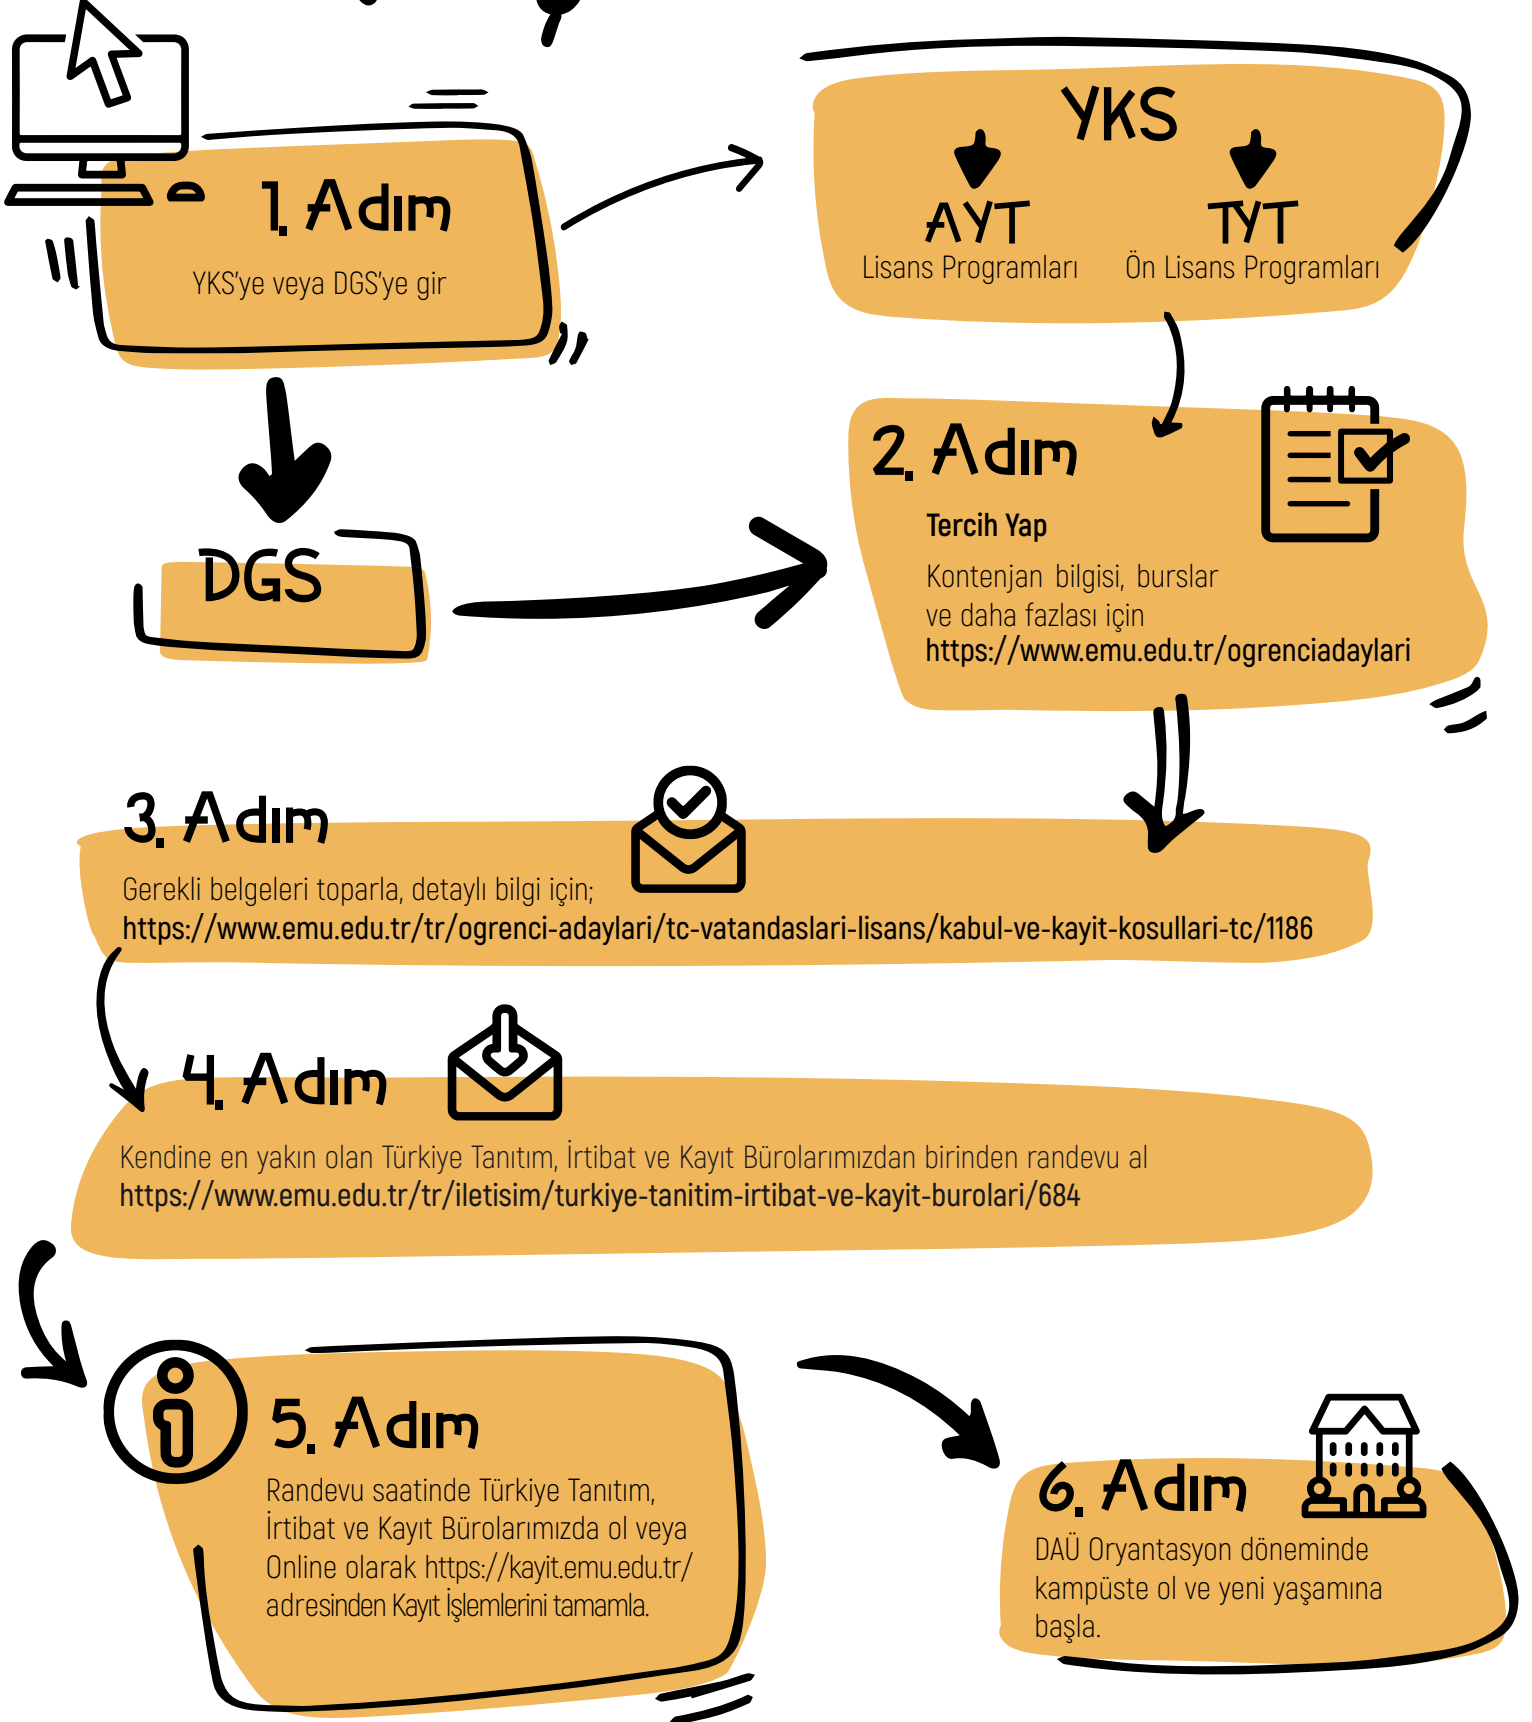 1. Adım
YKS'ye veya DGS'ye gir
YKS
AYT
Lisans Programları
TYT
Ön Lisans Programları
DGS
2. Adım
Tercih Yap
Kontenjan bilgisi, burslar
ve daha fazlası için
https://www.emu.edu.tr/ogrenciadaylari
3. Adım
Gerekli belgeleri toparla, detaylı bilgi için;
https://www.emu.edu.tr/tr/ogrenci-adaylari/tc-vatandaslari-lisans/kabul-ve-kayit-kosullari-tc/1186
4. Adım
Kendine en yakın olan Türkiye Tanıtım, İrtibat ve Kayıt Bürolarımızdan birinden randevu al
https://www.emu.edu.tr/tr/iletisim/turkiye-tanitim-irtibat-ve-kayit-burolari/684
5. Adım
Randevu saatinde Türkiye Tanıtım,
İrtibat ve Kayıt Bürolarımızda ol veya
Online olarak https://kayit.emu.edu.tr/
adresinden Kayıt İşlemlerini tamamla.
6. Adım
DAÜ Oryantasyon döneminde
kampüste ol ve yeni yaşamına
başla.